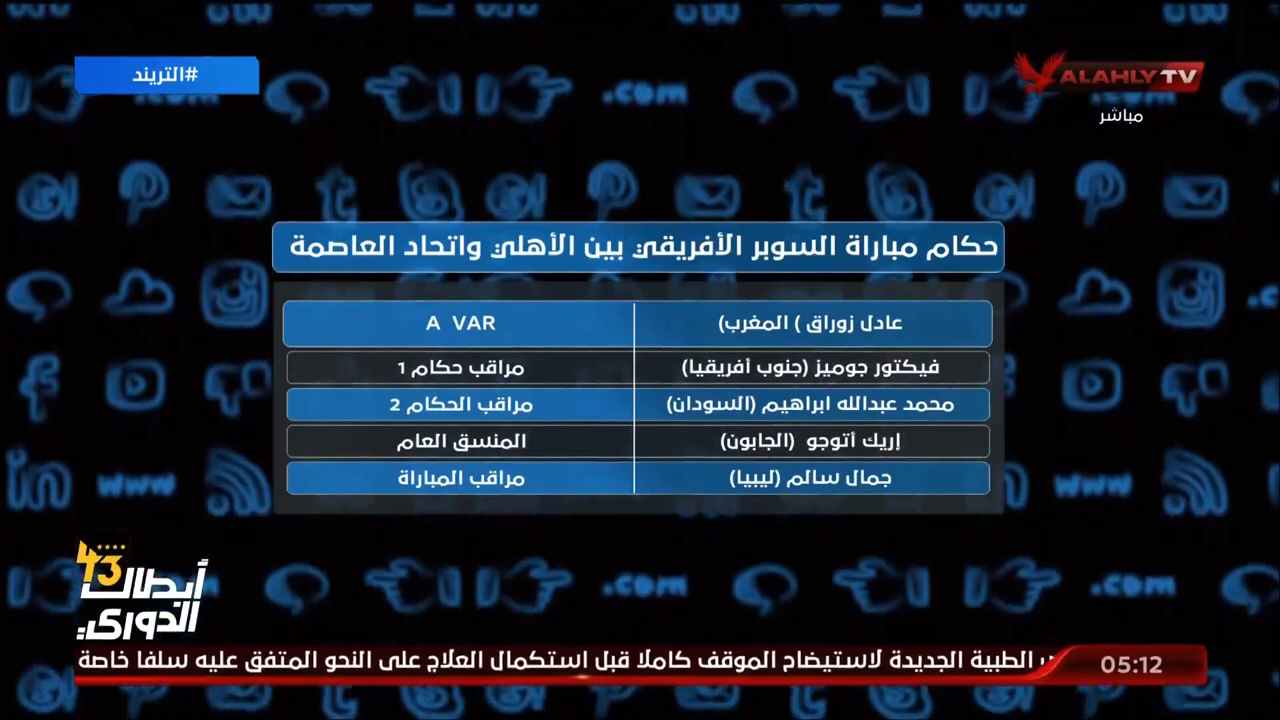 #التريند
ALAHLY TV
مباشر
حكام مباراة السوبر الأفريقي بين الأهلي واتحاد العاصمة
عادل زوراق ) المغرب) A VAR
فيكتور جوميز (جنوب أفريقيا) مراقب حكام 1
محمد عبدالله ابراهيم (السودان) مراقب الحكام 2
إريك أتوجو (الجابون) المنسق العام
جمال سالم (ليبيا) مراقب المباراة
43
أبطال
الدوري
الطبية الجديدة لاستيضاح الموقف كاملا قبل استكمال العلاج على النحو المتفق عليه سلفا خاصة
05:12